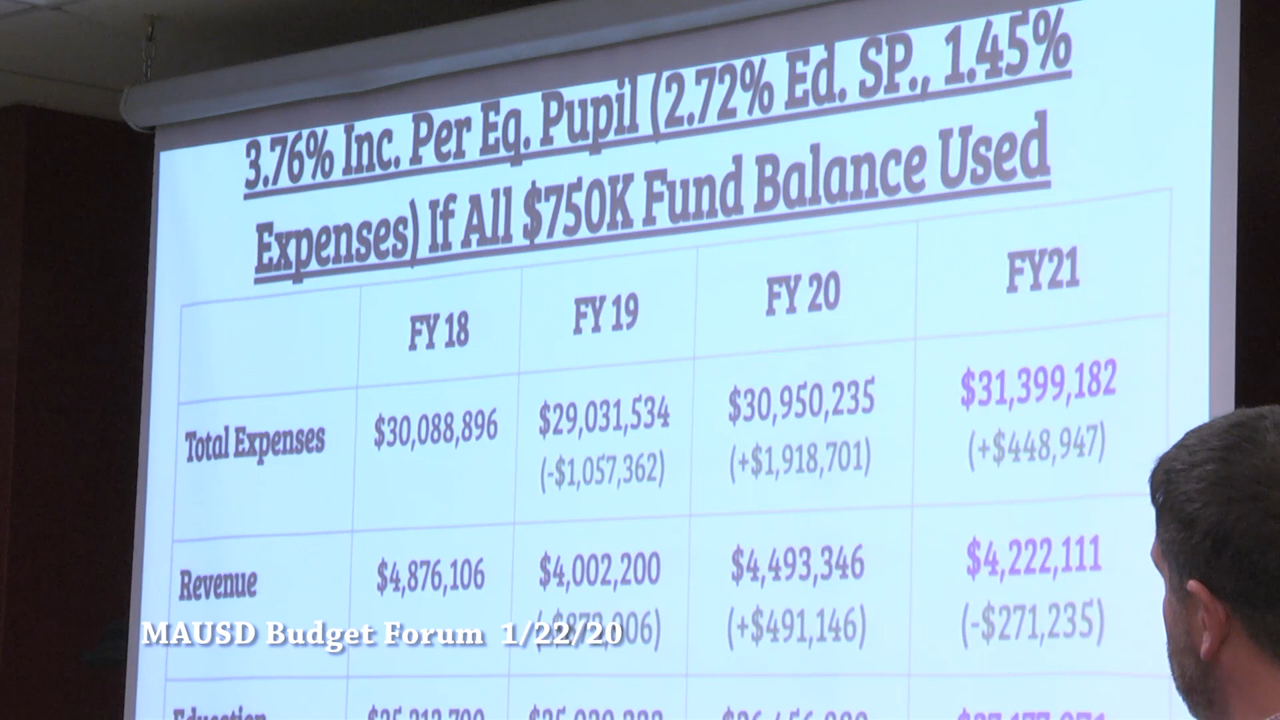 3.76% Inc. Per Eq. Pupil (2.72% Ed. SP., 1.45%
Expenses) If All $750K Fund Balance Used
FY 18 FY 19 FY 20 FY21
Total Expenses $30,088,896 $29,031,534 $30,950,235 $31,399,182
(-$1,057,362) (+$1,918,701) (+$448,947)
Revenue $4,876,106 $4,002,200 $4,493,346 $4,222,111
(+$491,146) (-$271,235)
MAUSD Budget Forum 1/22/20
Education